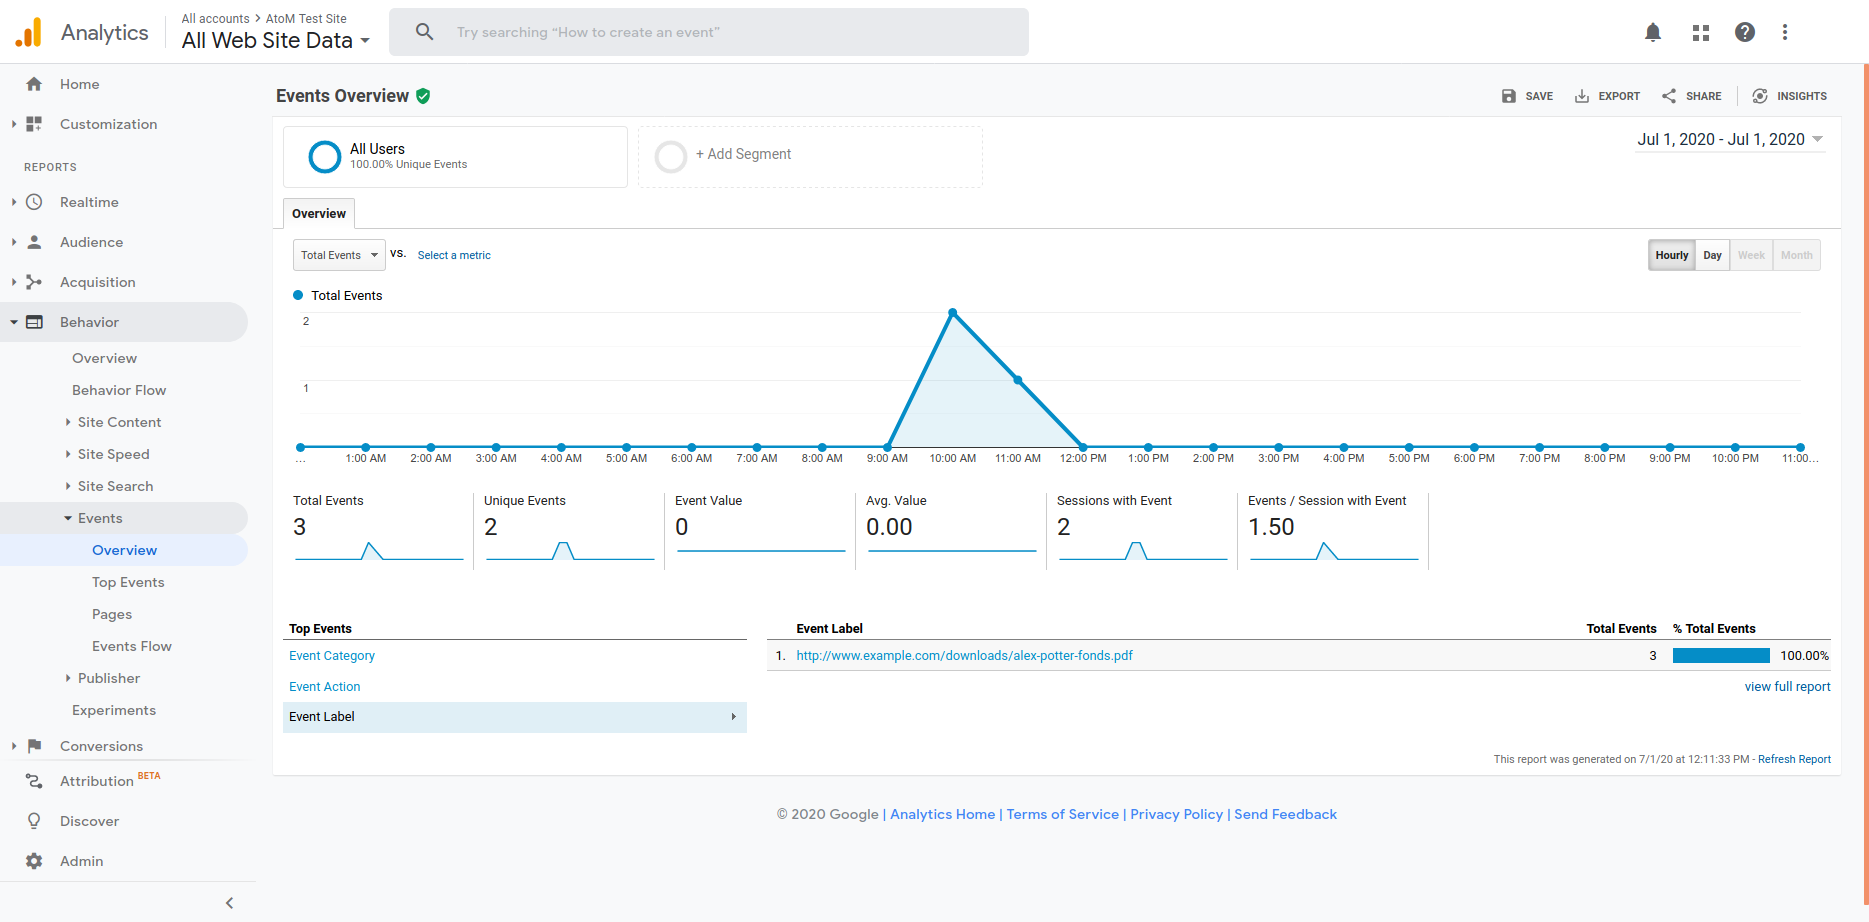 Analytics
All accounts > AtoM Test Site
All Web Site Data
Try searching “How to create an event”
Home
Customization
REPORTS
Realtime
Audience
Acquisition
Behavior
Overview
Behavior Flow
Site Content
Site Speed
Site Search
Events
Overview
Top Events
Pages
Events Flow
Publisher
Experiments
Conversions
Attribution BETA
Discover
Admin
Events Overview
SAVE EXPORT SHARE INSIGHTS
All Users
100.00% Unique Events
+ Add Segment
Jul 1, 2020 - Jul 1, 2020
Overview
Total Events VS. Select a metric
Hourly Day Week Month
Total Events
2
1
... 1:00 AM 2:00 AM 3:00 AM 4:00 AM 5:00 AM 6:00 AM 7:00 AM 8:00 AM 9:00 AM 10:00 AM 11:00 AM 12:00 PM 1:00 PM 2:00 PM 3:00 PM 4:00 PM 5:00 PM 6:00 PM 7:00 PM 8:00 PM 9:00 PM 10:00 PM 11:00...
Total Events Unique Events Event Value Avg. Value Sessions with Event Events / Session with Event
3 2 0 0.00 2 1.50
Top Events
Event Category
Event Action
Event Label
Event Label Total Events % Total Events
1. http://www.example.com/downloads/alex-potter-fonds.pdf 3 100.00%
view full report
This report was generated on 7/1/20 at 12:11:33 PM - Refresh Report
© 2020 Google | Analytics Home | Terms of Service | Privacy Policy | Send Feedback